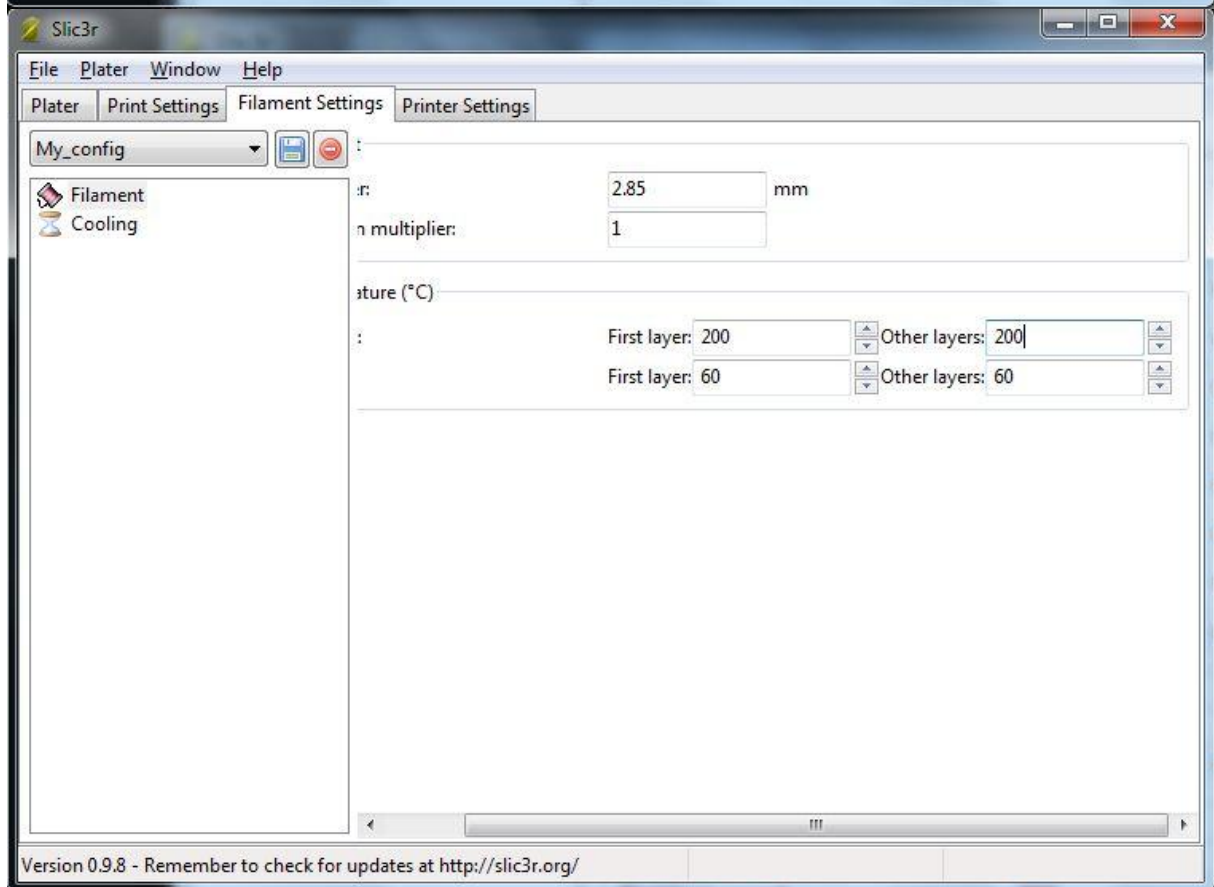 Slic3r
File Plater Window Help
Plater Print Settings Filament Settings Printer Settings
My_config
Filament
Cooling
2.85 mm
multiplier:
1
(°C)
First layer: 200 Other layers: 200
First layer: 60 Other layers: 60
Version 0.9.8 - Remember to check for updates at http://slic3r.org/